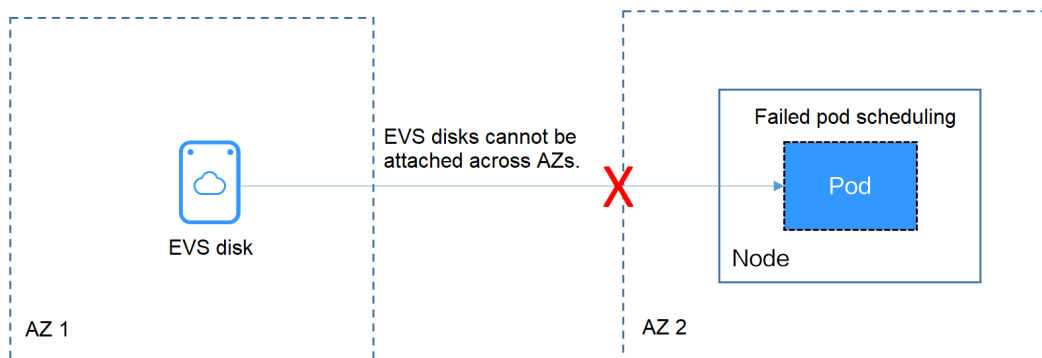 EVS disks cannot be
attached across AZs.
Failed pod scheduling
X
Pod
EVS disk
Node
AZ 1
AZ 2